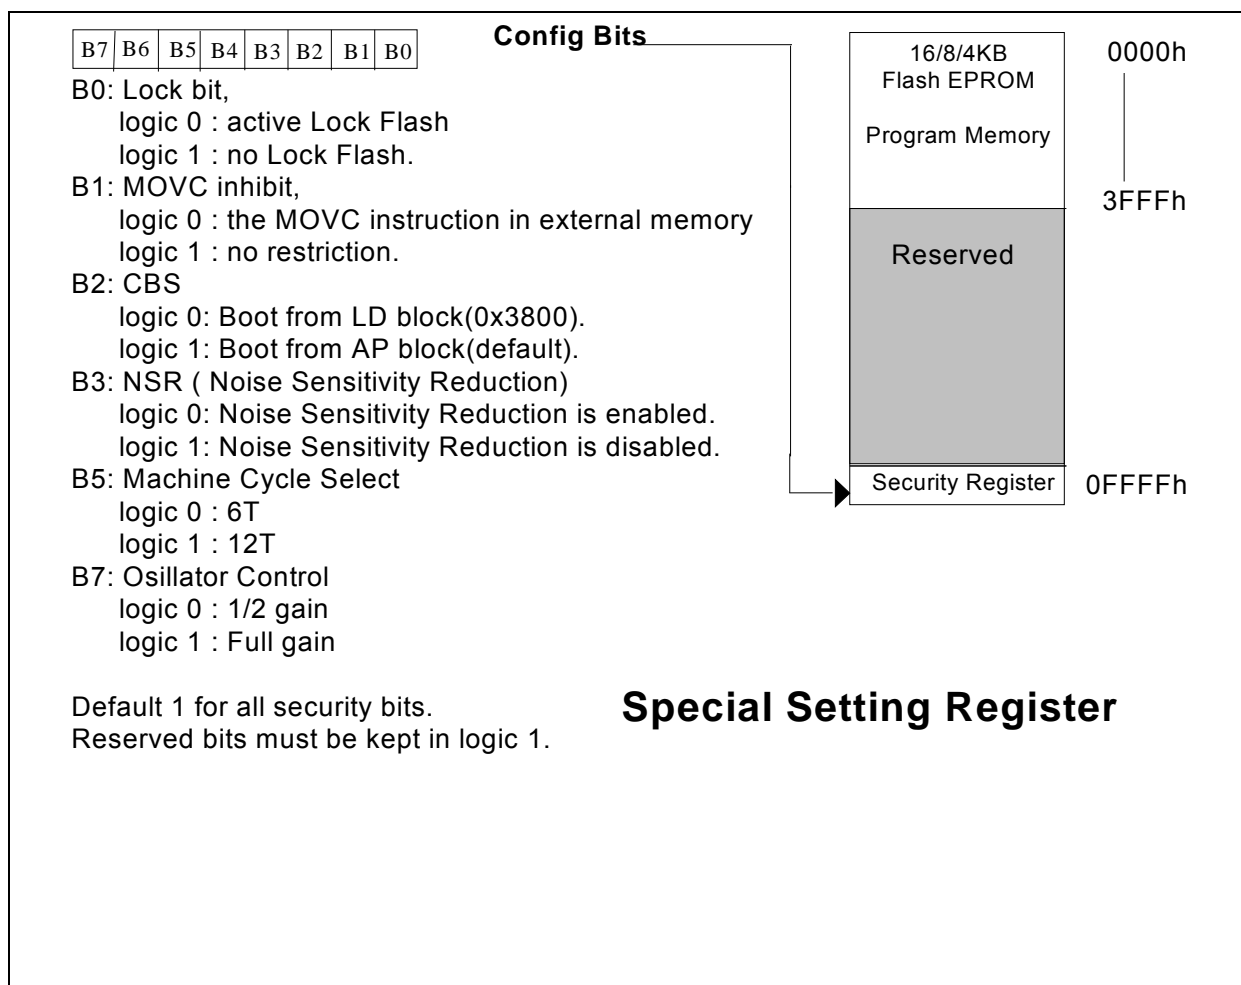 B7 B6 B5 B4 B3 B2 B1 B0
Config Bits
B0: Lock bit,
logic 0 : active Lock Flash
logic 1 : no Lock Flash.
B1: MOVC inhibit,
logic 0 : the MOVC instruction in external memory
logic 1 : no restriction.
B2: CBS
logic 0: Boot from LD block(0x3800).
logic 1: Boot from AP block(default).
B3: NSR ( Noise Sensitivity Reduction)
logic 0: Noise Sensitivity Reduction is enabled.
logic 1: Noise Sensitivity Reduction is disabled.
B5: Machine Cycle Select
logic 0 : 6T
logic 1 : 12T
B7: Osillator Control
logic 0 : 1/2 gain
logic 1 : Full gain
Default 1 for all security bits.
Reserved bits must be kept in logic 1.
16/8/4KB
Flash EPROM
Program Memory
0000h
3FFFh
Reserved
Security Register
0FFFFh
Special Setting Register